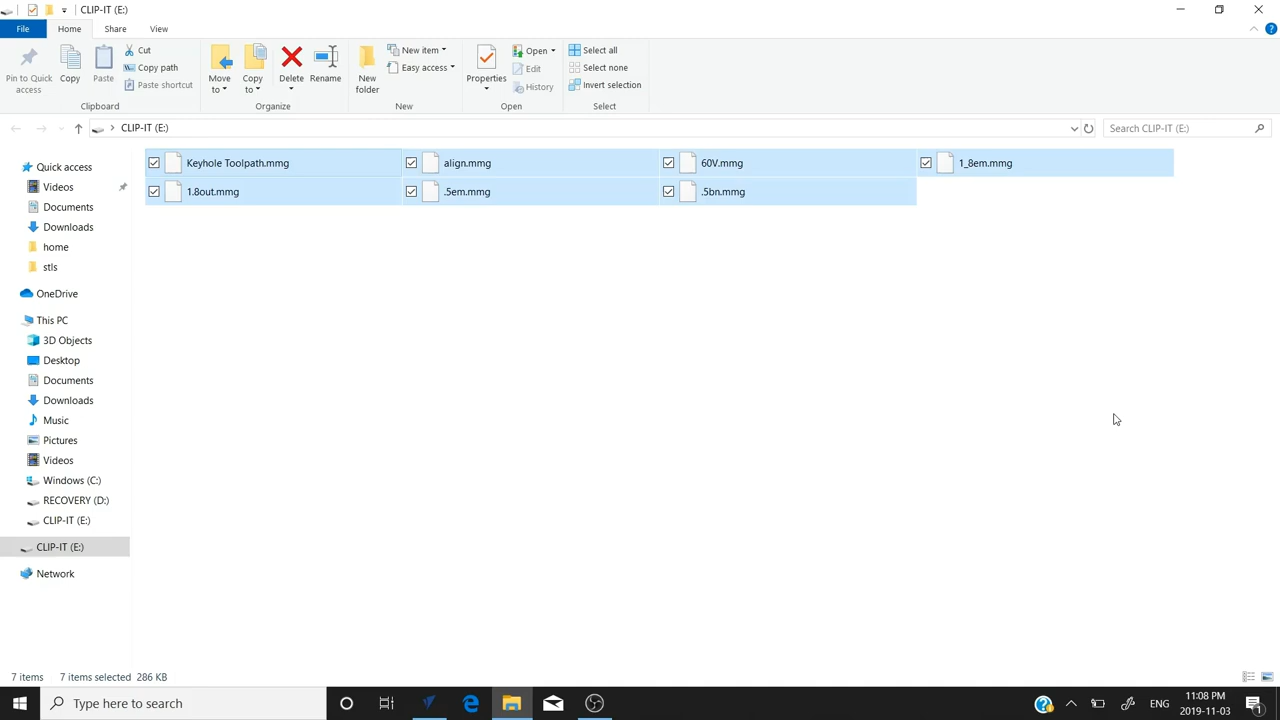 CLIP-IT (E:)
File Home Share View
Pin to Quick access
Copy
Paste
Cut
Copy path
Paste shortcut
Clipboard
Move to
Copy to
Delete
Rename
Organize
New folder
New item
Easy access
New
Properties
Open
Edit
History
Open
Select all
Select none
Invert selection
Select
CLIP-IT (E:)
Search CLIP-IT (E:)
Quick access
Videos
Documents
Downloads
home
stls
OneDrive
This PC
3D Objects
Desktop
Documents
Downloads
Music
Pictures
Videos
Windows (C:)
RECOVERY (D:)
CLIP-IT (E:)
CLIP-IT (E:)
Network
Keyhole Toolpath.mmg align.mmg 60V.mmg 1_8em.mmg
1.8out.mmg .5em.mmg .5bn.mmg
7 items 7 items selected 286 KB
Type here to search
ENG
11:08 PM
2019-11-03
1